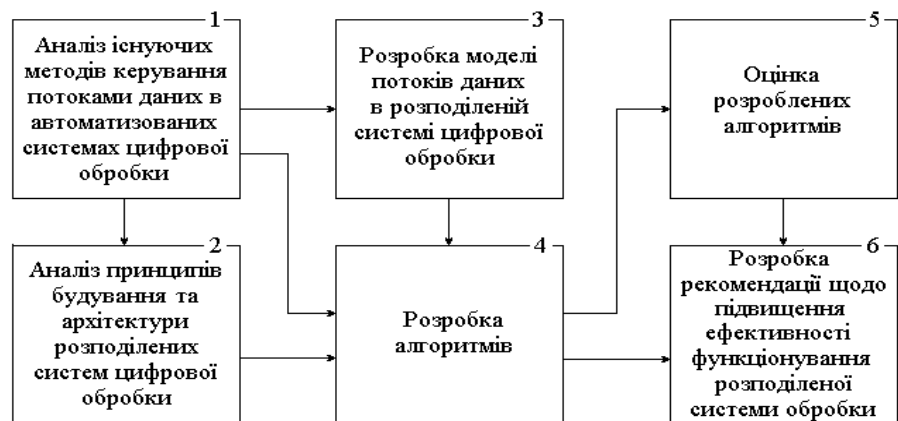 1
Аналіз існуючих
методів керування
потоками даних в
автоматизованих
системах цифрової
обробки
2
Аналіз принципів
будування та
архітектури
розподілених
систем цифрової
обробки
3
Розробка моделі
потоків даних
в розподіленій
системі цифрової
обробки
4
Розробка
алгоритмів
5
Оцінка
розроблених
алгоритмів
6
Розробка
рекомендації щодо
підвищення
ефективності
функціонування
розподіленої
системи обробки